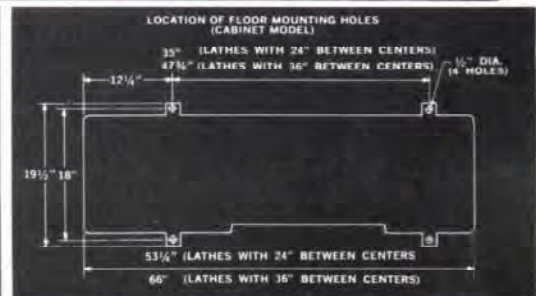 LOCATION OF FLOOR MOUNTING HOLES
(CABINET MODEL)
35" (LATHES WITH 24" BETWEEN CENTERS)
47¾" (LATHES WITH 36" BETWEEN CENTERS)
½" DIA.
(4 HOLES)
12¼"
19½" 18"
53¼" (LATHES WITH 24" BETWEEN CENTERS
66" (LATHES WITH 36" BETWEEN CENTERS)